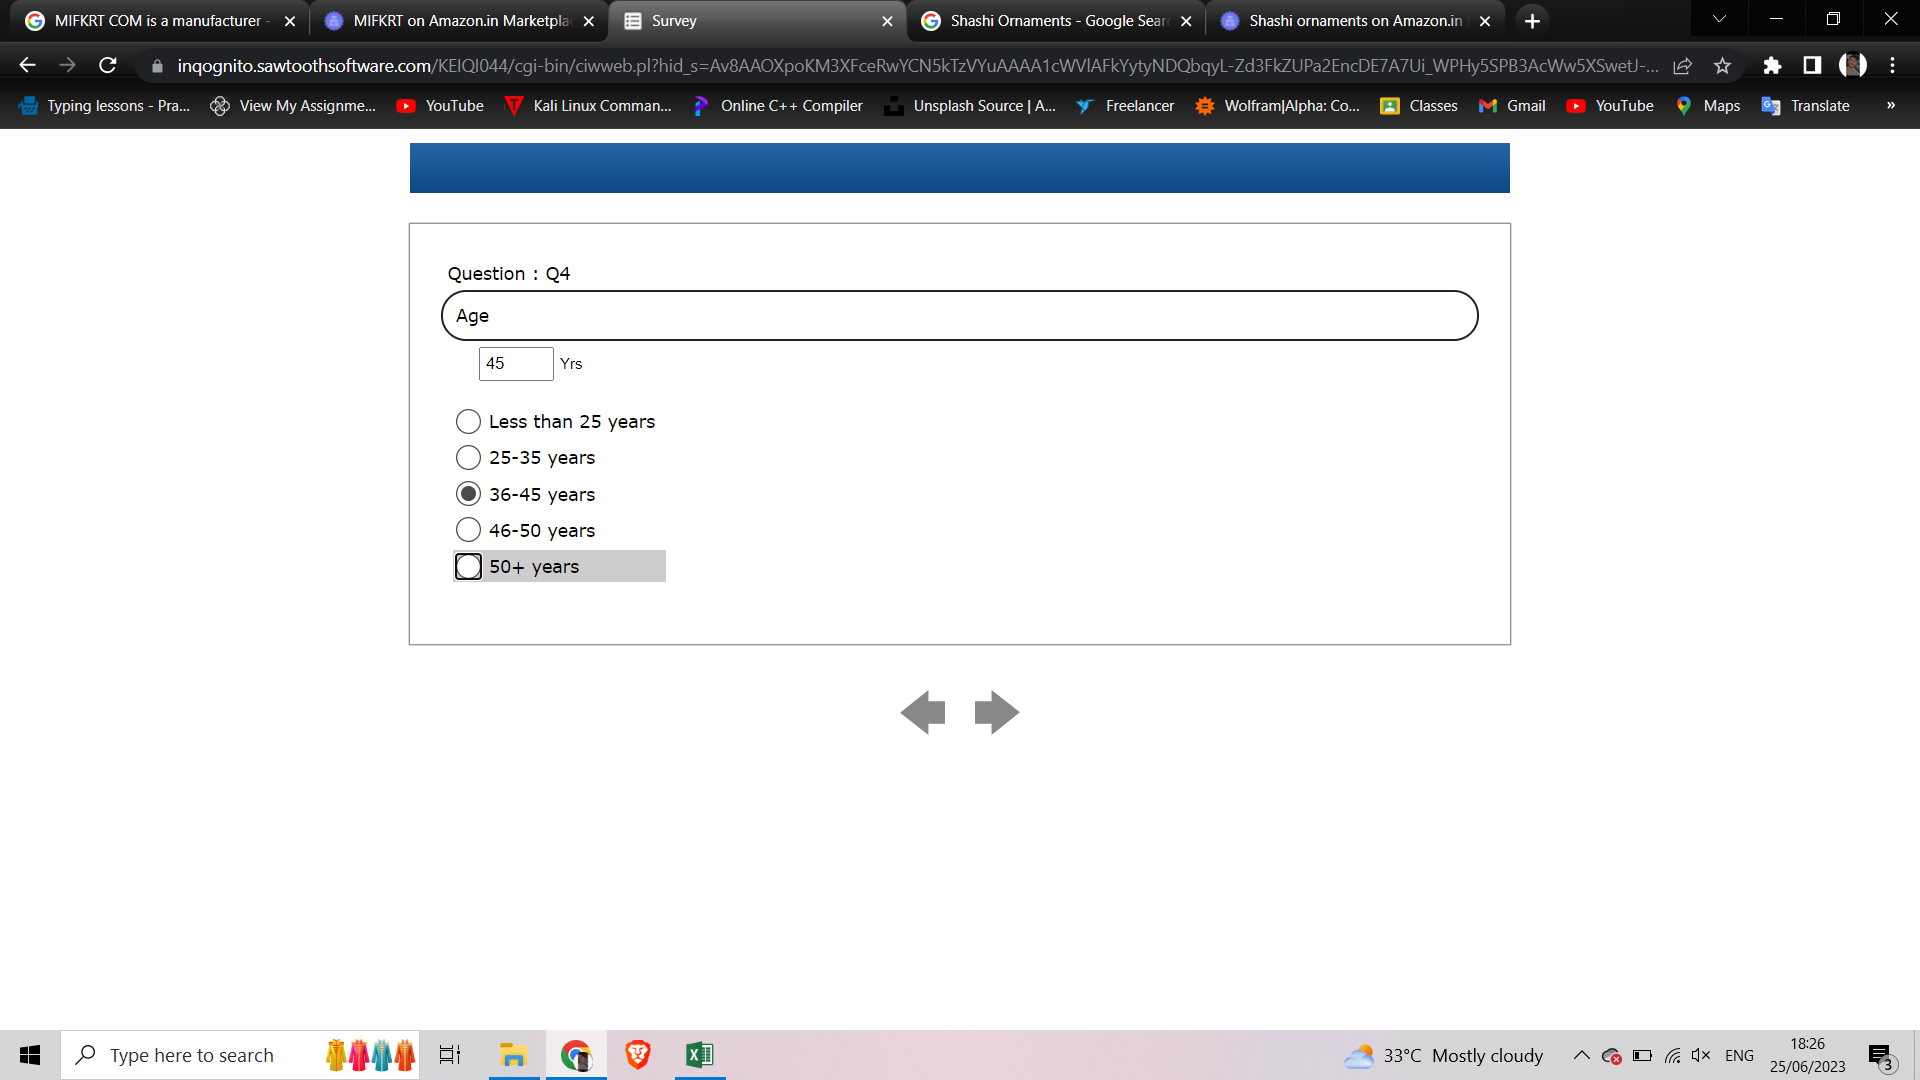 MIFKRT COM is a manufacturer -
MIFKRT on Amazon.in Marketpla
Survey
Shashi Ornaments - Google Sear
Shashi ornaments on Amazon.in
inqognito.sawtoothsoftware.com/KEIQI044/cgi-bin/ciwweb.pl?hid_s=Av8AAOXpoKM3XFceRwYCN5kTzVYuAAAA1cWVlAFkYytyNDQbqyL-Zd3FkZUPa2EncDE7A7Ui_WPHy5SPB3AcWw5XSwetJ-...
Typing lessons - Pra...
View My Assignme...
YouTube
Kali Linux Comman...
Online C++ Compiler
Unsplash Source | A...
Freelancer
Wolfram|Alpha: Co...
Classes
Gmail
YouTube
Maps
Translate
»
Question : Q4
Age
45 Yrs
Less than 25 years
25-35 years
36-45 years
46-50 years
50+ years
Type here to search
33°C Mostly cloudy
ENG
18:26
25/06/2023
3